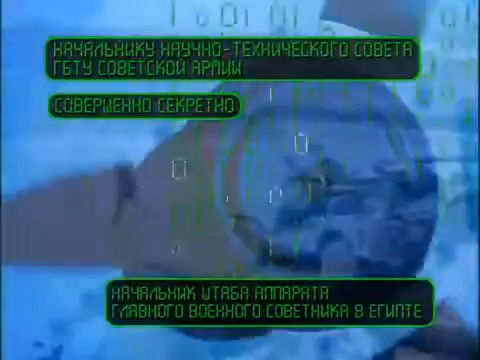 НАЧАЛЬНИКУ НАУЧНО-ТЕХНИЧЕСКОГО СОВЕТА
ГБТУ СОВЕТСКОЙ АРМИИ
СОВЕРШЕННО СЕКРЕТНО
НАЧАЛЬНИК ШТАБА АППАРАТА
ГЛАВНОГО ВОЕННОГО СОВЕТНИКА В ЕГИПТЕ